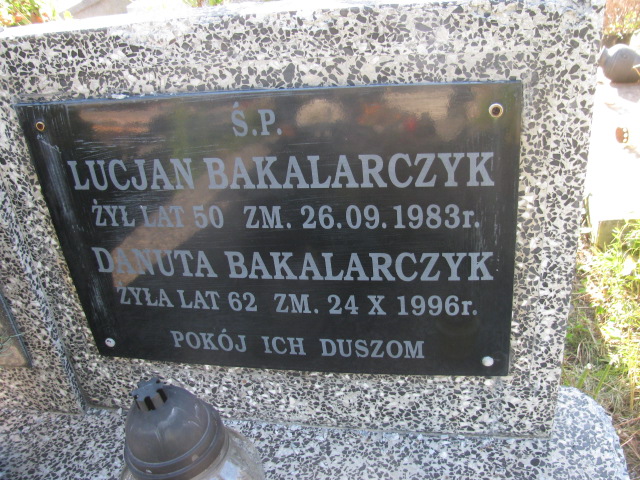 Ś.P.
LUCJAN BAKALARCZYK
ŻYŁ LAT 50 ZM. 26.09.1983r.
DANUTA BAKALARCZYK
ŻYŁA LAT 62 ZM. 24 X 1996r.
POKÓJ ICH DUSZOM